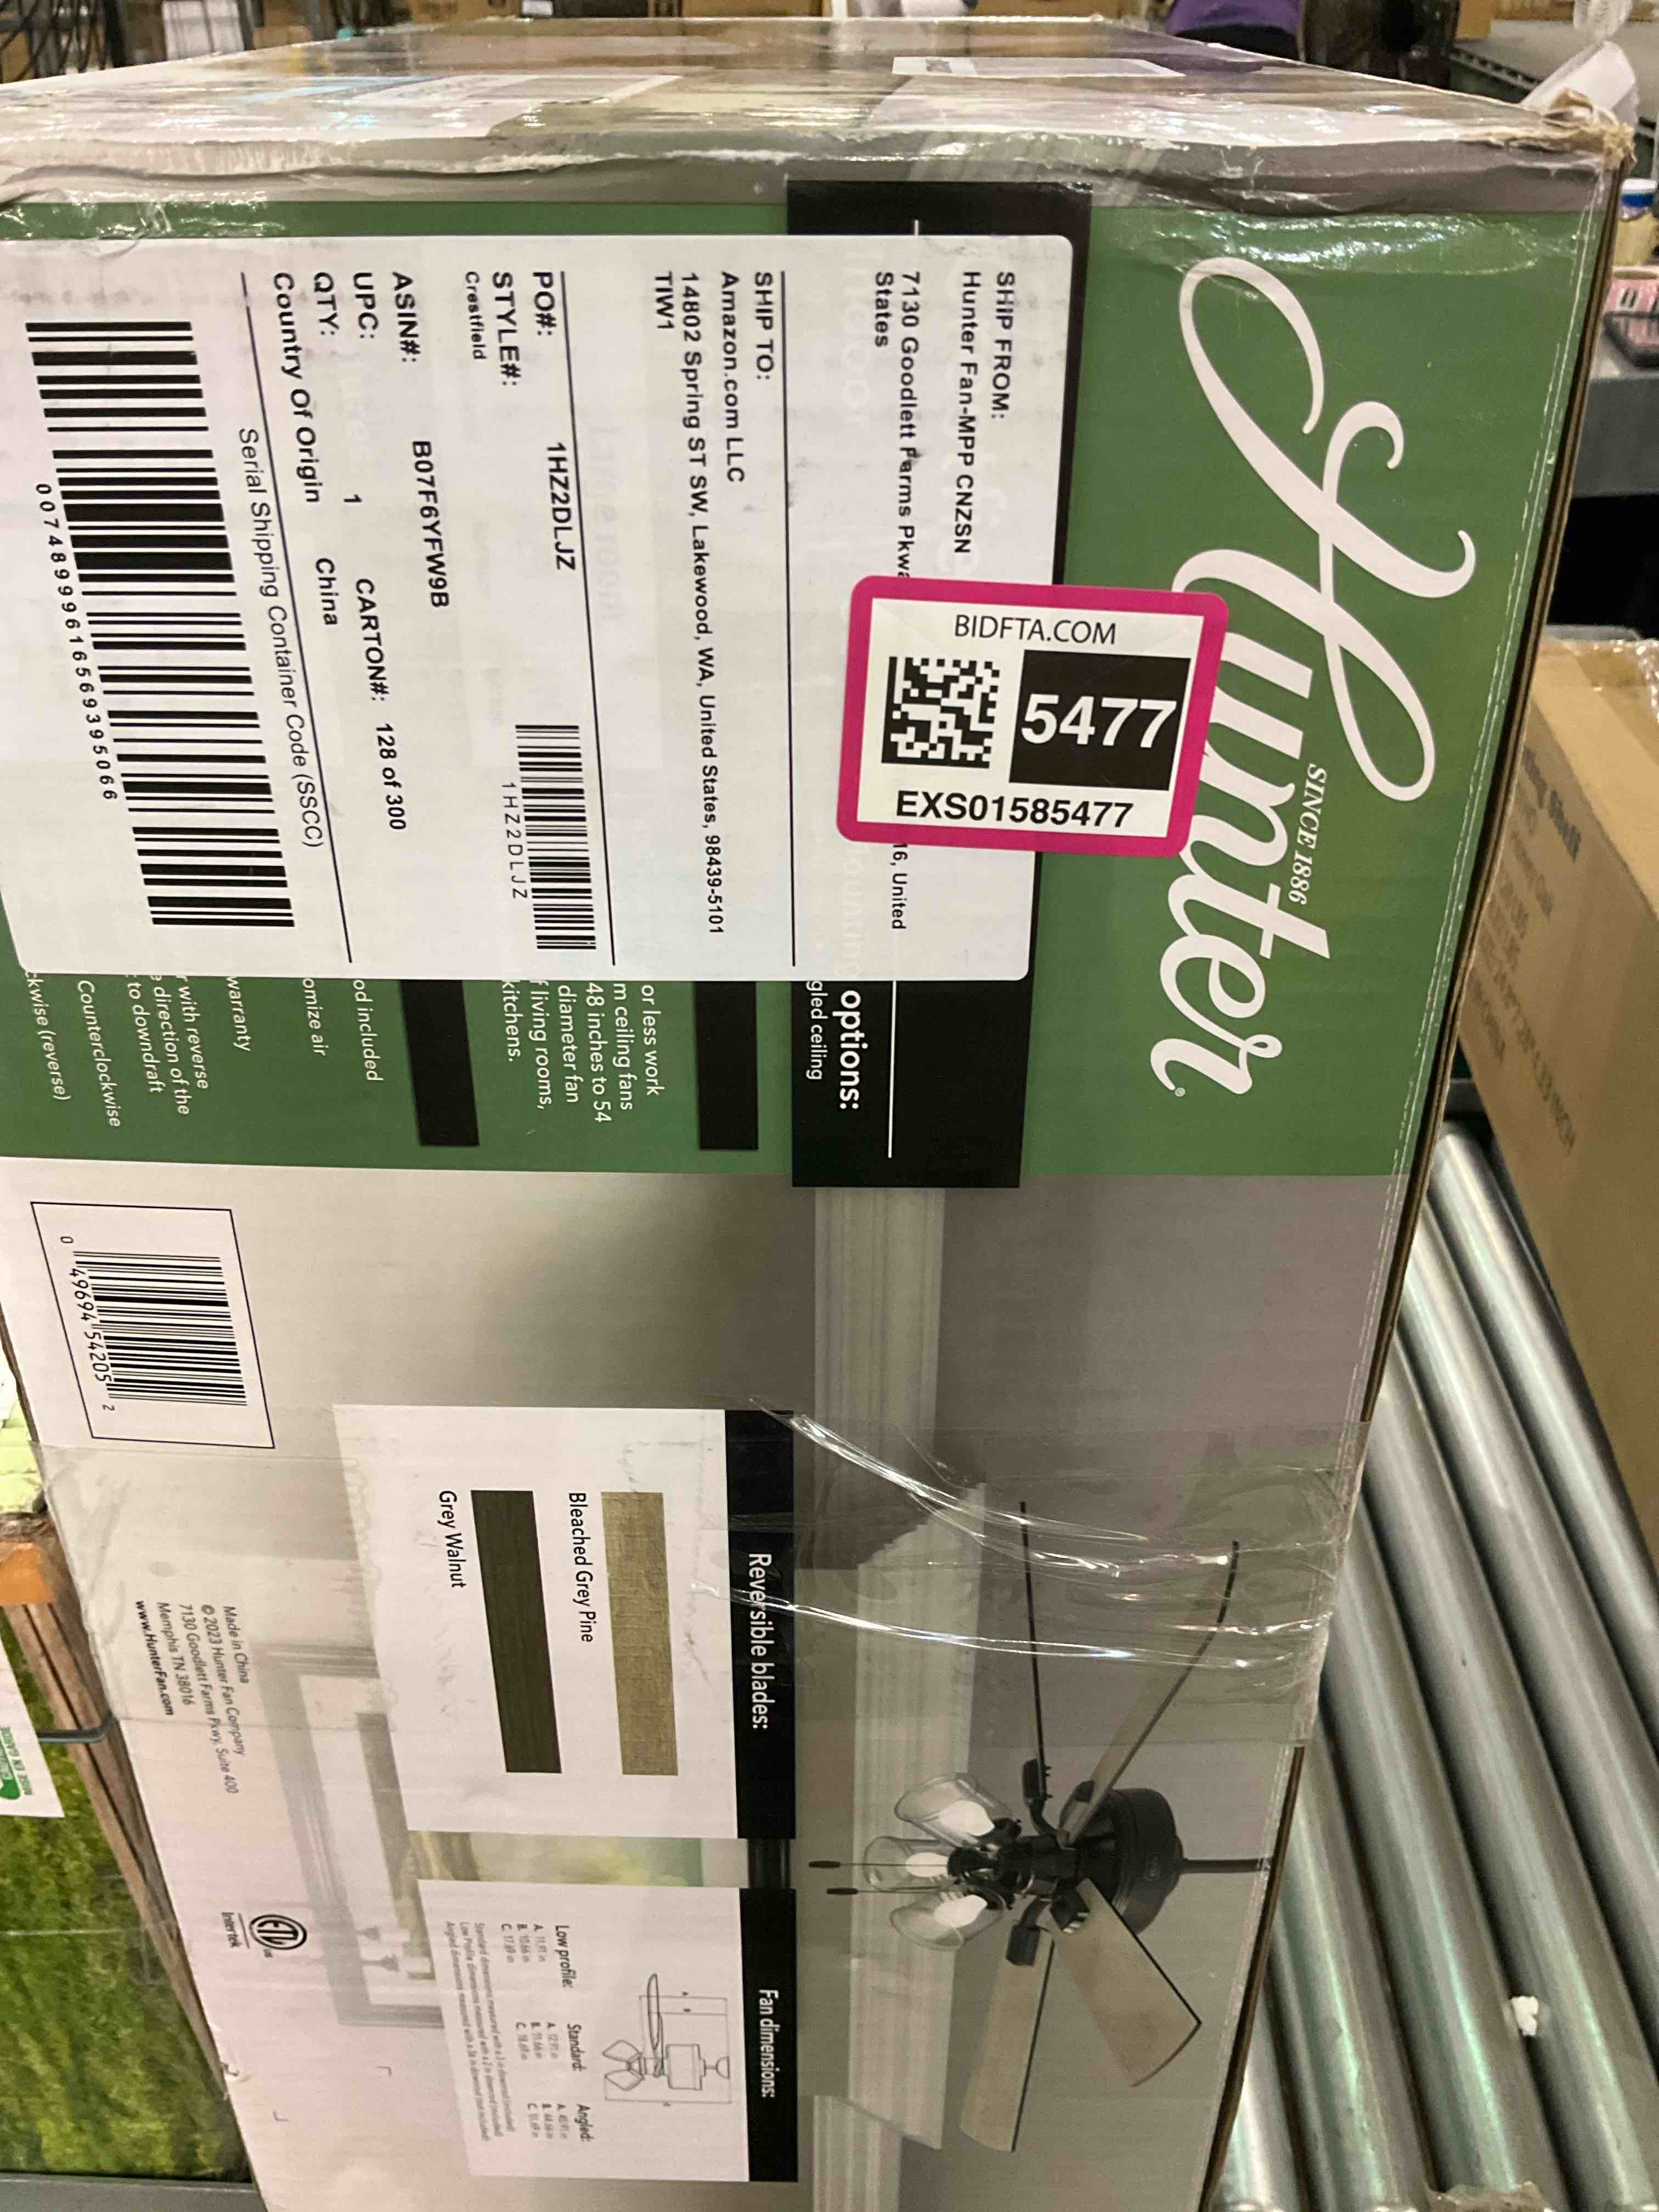 Hunter®
SINCE 1886
BIDFTA.COM
5477
EXS01585477
SHIP FROM:
Hunter Fan-MPP CNZSN
7130 Goodlett Farms Pkwa
16, United
States
SHIP TO:
Amazon.com LLC
14802 Spring ST SW, Lakewood, WA, United States, 98439-5101
TIW1
PO#: 1HZ2DLJZ
1HZ2DLJZ
STYLE#:
Crestfield
ASIN#: B07F6YFW9B
UPC:
QTY: 1 CARTON#: 128 of 300
Country Of Origin China
Serial Shipping Container Code (SSCC)
00748999616569395066
options:
gled ceiling
or less work
m ceiling fans
48 inches to 54
diameter fan
f living rooms,
kitchens.
od included
omize air
warranty
r with reverse
e direction of the
to downdraft
Counterclockwise
ckwise (reverse)
0 49694 54205 2
Reversible blades:
Bleached Grey Pine
Grey Walnut
Made in China
© 2023 Hunter Fan Company
7130 Goodlett Farms Pkwy, Suite 400
Memphis TN 38016
www.HunterFan.com
ETL
us
Intertek
Fan dimensions:
Low profile:
Standard:
Angled: